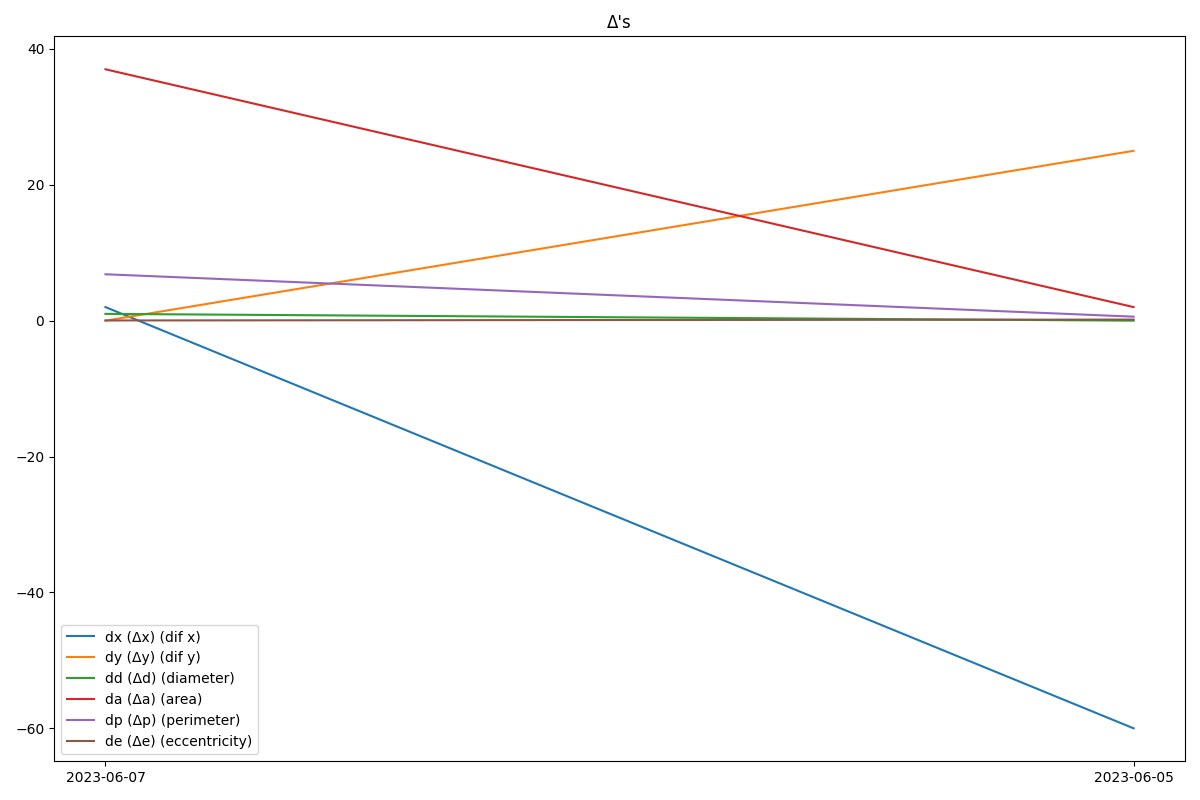 Δ's
40
20
0
−20
−40
−60
dx (Δx) (dif x)
dy (Δy) (dif y)
dd (Δd) (diameter)
da (Δa) (area)
dp (Δp) (perimeter)
de (Δe) (eccentricity)
2023-06-07
2023-06-05